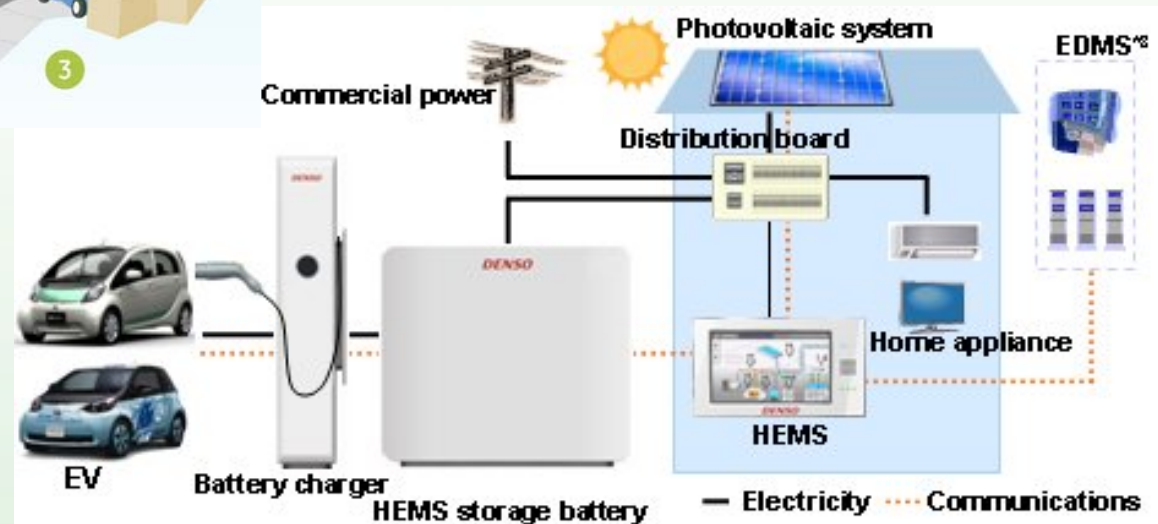 3
Photovoltaic system
EDMS
Commercial power
Distribution board
DENSO
DENSO
Home appliance
DENSO
HEMS
EV
Battery charger
HEMS storage battery
Electricity
Communications